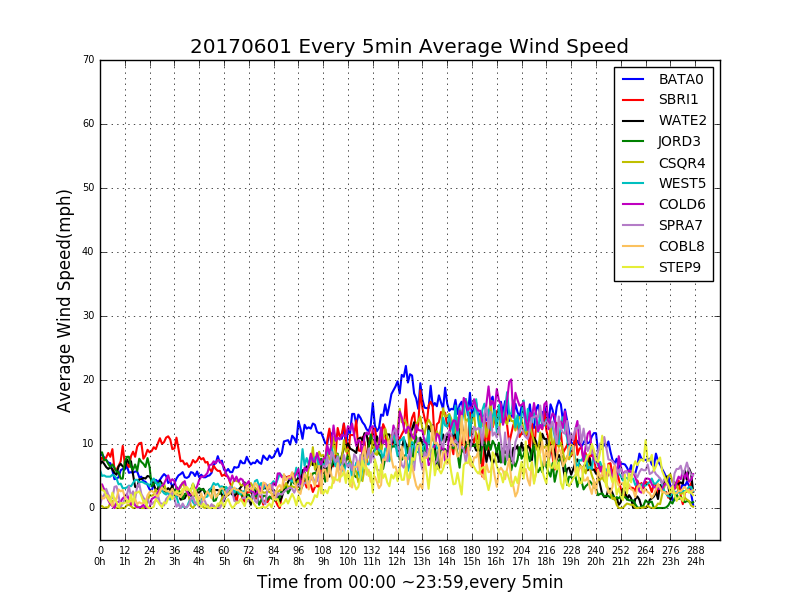 20170601 Every 5min Average Wind Speed
70
60
50
40
30
20
10
0
Average Wind Speed(mph)
BATA0
SBRI1
WATE2
JORD3
CSQR4
WEST5
COLD6
SPRA7
COBL8
STEP9
0 12 24 36 48 60 72 84 96 108 120 132 144 156 168 180 192 204 216 228 240 252 264 276 288
0h 1h 2h 3h 4h 5h 6h 7h 8h 9h 10h 11h 12h 13h 14h 15h 16h 17h 18h 19h 20h 21h 22h 23h 24h
Time from 00:00 ~23:59,every 5min